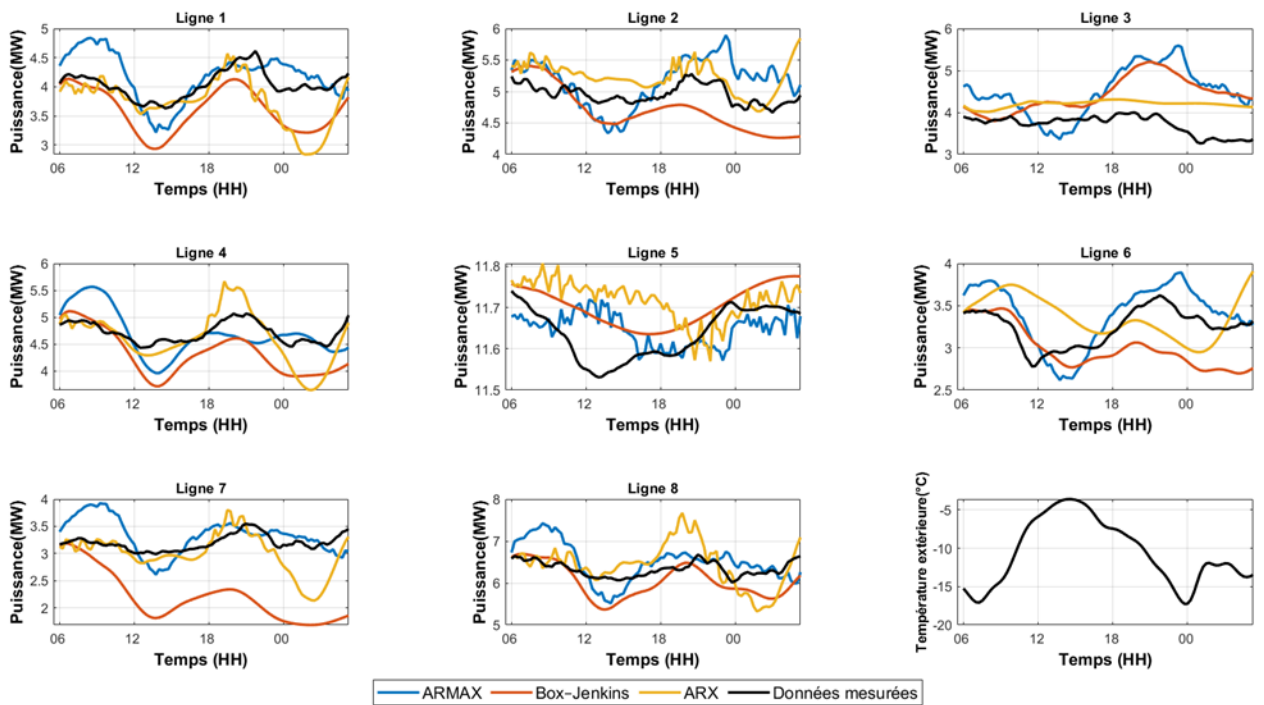 Ligne 1
Puissance(MW)
5
4.5
4
3.5
3
06
12
18
00
Temps (HH)
Ligne 2
Puissance(MW)
6
5.5
5
4.5
4
06
12
18
00
Temps (HH)
Ligne 3
Puissance(MW)
6
5
4
3
06
12
18
00
Temps (HH)
Ligne 4
Puissance(MW)
6
5.5
5
4.5
4
06
12
18
00
Temps (HH)
Ligne 5
Puissance(MW)
11.8
11.7
11.6
11.5
06
12
18
00
Temps (HH)
Ligne 6
Puissance(MW)
4
3.5
3
2.5
06
12
18
00
Temps (HH)
Ligne 7
Puissance(MW)
4
3.5
3
2.5
2
06
12
18
00
Temps (HH)
Ligne 8
Puissance(MW)
8
7
6
5
06
12
18
00
Temps (HH)
Température extérieure(°C)
-5
-10
-15
-20
06
12
18
00
Temps (HH)
ARMAX Box-Jenkins ARX Données mesurées